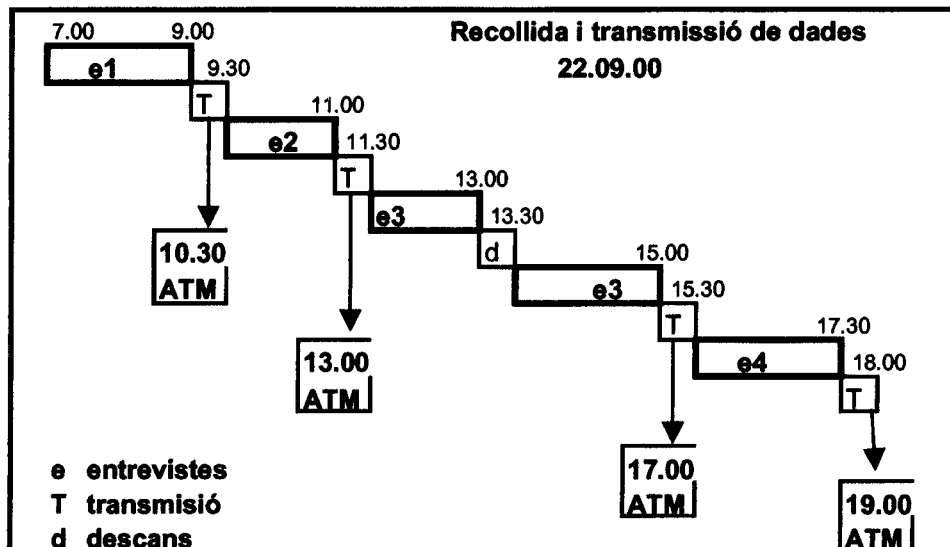 Recollida i transmissió de dades
22.09.00
7.00 9.00
e1
9.30
T
11.00
e2
11.30
T
13.00
e3
13.30
d
15.00
e3
15.30
T
17.30
e4
18.00
T
10.30
ATM
13.00
ATM
17.00
ATM
19.00
ATM
e entrevistes
T transmisió
d descans